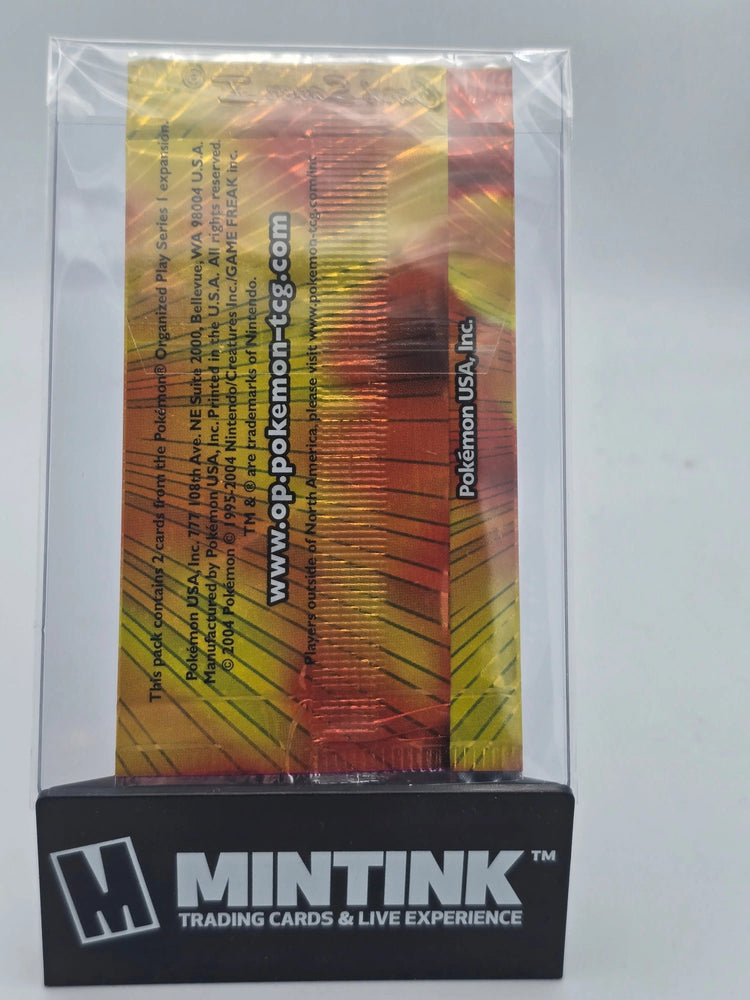 This pack contains 2 cards from the Pokémon® Organized Play Series 1 expansion.
Pokémon USA, Inc. 777 108th Ave. NE Suite 2000, Bellevue, WA 98004 U.S.A.
Manufactured by Pokémon USA, Inc. Printed in the U.S.A. All rights reserved.
© 2004 Pokémon © 1995-2004 Nintendo/Creatures Inc./GAME FREAK inc.
TM & ® are trademarks of Nintendo.
www.op.pokemon-tcg.com
Players outside of North America, please visit www.pokemon-tcg.com/inc
Pokémon USA, Inc.
M MINTINK™
TRADING CARDS & LIVE EXPERIENCE